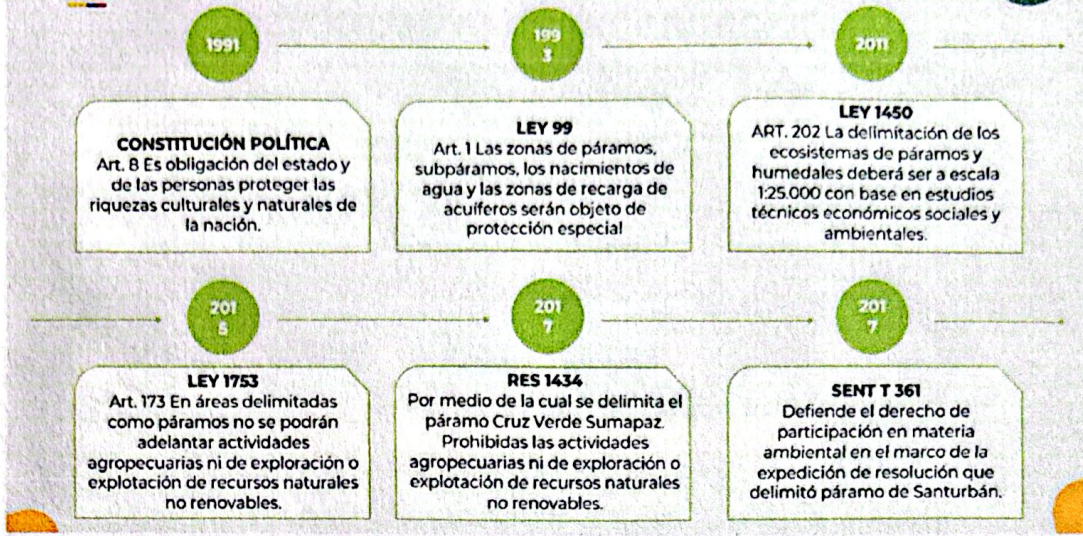 1991
199
3
2011
CONSTITUCIÓN POLÍTICA
Art. 8 Es obligación del estado y
de las personas proteger las
riquezas culturales y naturales de
la nación.
LEY 99
Art. 1 Las zonas de páramos,
subpáramos, los nacimientos de
agua y las zonas de recarga de
acuíferos serán objeto de
protección especial
LEY 1450
ART. 202 La delimitación de los
ecosistemas de páramos y
humedales deberá ser a escala
1:25.000 con base en estudios
técnicos económicos sociales y
ambientales.
201
5
201
7
201
7
LEY 1753
Art. 173 En áreas delimitadas
como páramos no se podrán
adelantar actividades
agropecuarias ni de exploración o
explotación de recursos naturales
no renovables.
RES 1434
Por medio de la cual se delimita el
páramo Cruz Verde Sumapaz.
Prohibidas las actividades
agropecuarias ni de exploración o
explotación de recursos naturales
no renovables.
SENT T 361
Defiende el derecho de
participación en materia
ambiental en el marco de la
expedición de resolución que
delimitó páramo de Santurbán.